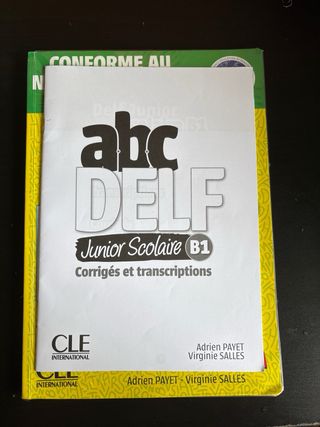 CONFORME AU
N
abc
DELF
Junior Scolaire B1
Corrigés et transcriptions
CLE
INTERNATIONAL
Adrien PAYET
Virginie SALLES
CLE
INTERNATIONAL
Adrien PAYET - Virginie SALLES